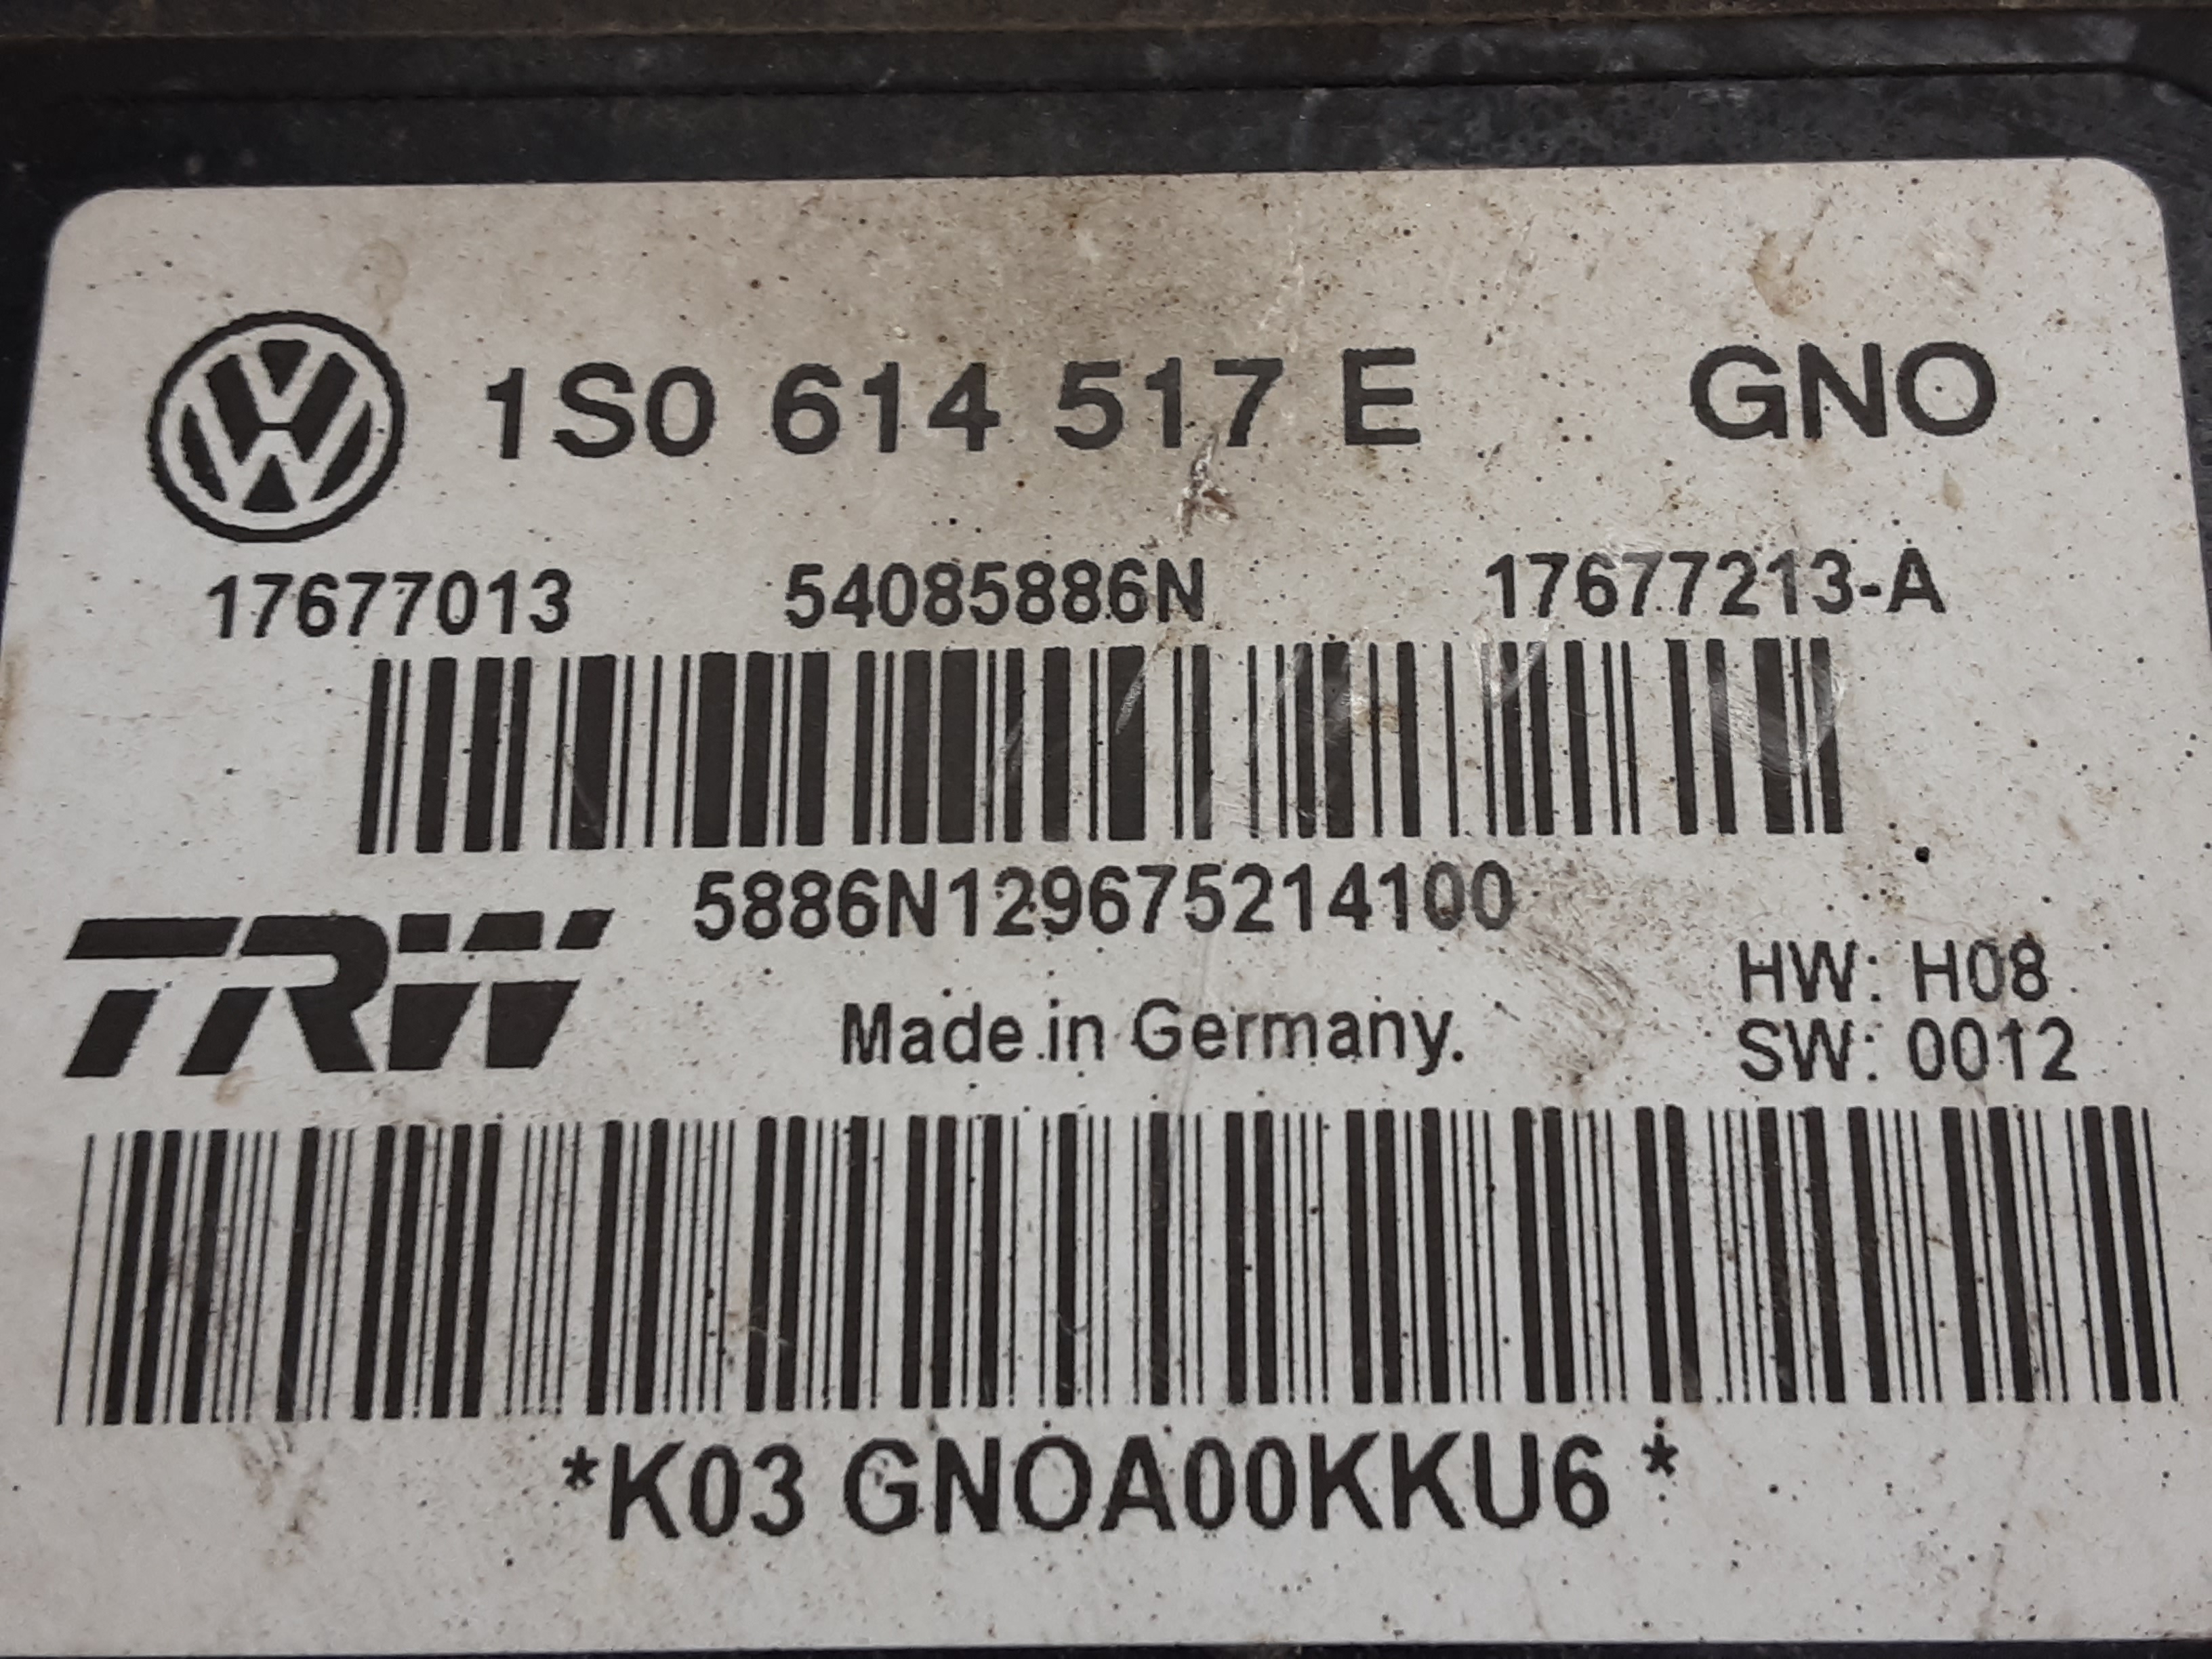 1S0 614 517 E GNO
17677013 54085886N 17677213-A
5886N129675214100
TRW
Made in Germany.
HW: H08
SW: 0012
*K03 GNOA00KKU6 *